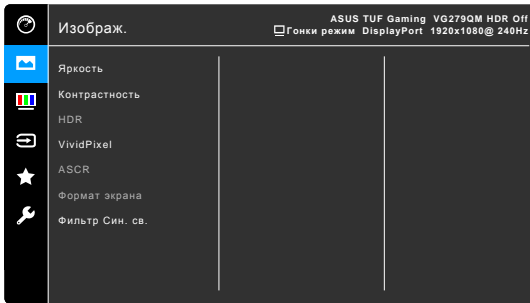 Изображ.
ASUS TUF Gaming VG279QM HDR Off
Гонки режим DisplayPort 1920x1080@ 240Hz
Яркость
Контрастность
HDR
VividPixel
ASCR
Формат экрана
Фильтр Син. св.